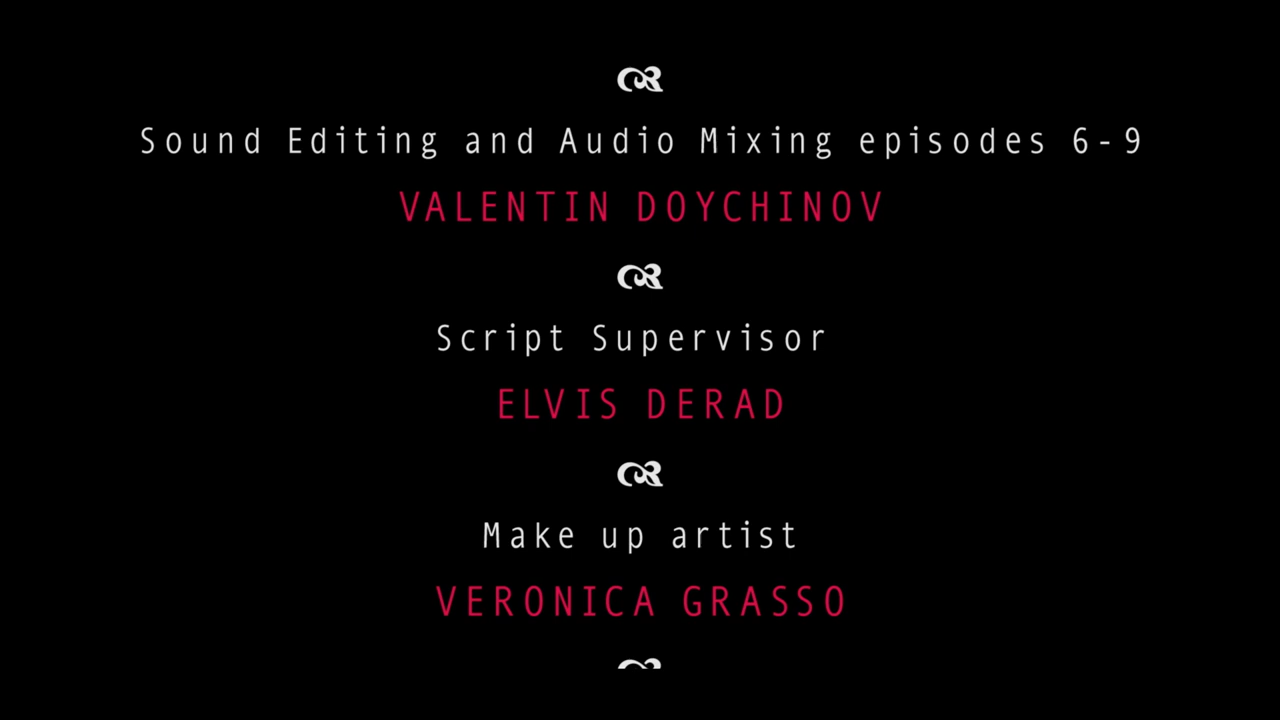 Sound Editing and Audio Mixing episodes 6-9
VALENTIN DOYCHINOV
Script Supervisor
ELVIS DERAD
Make up artist
VERONICA GRASSO